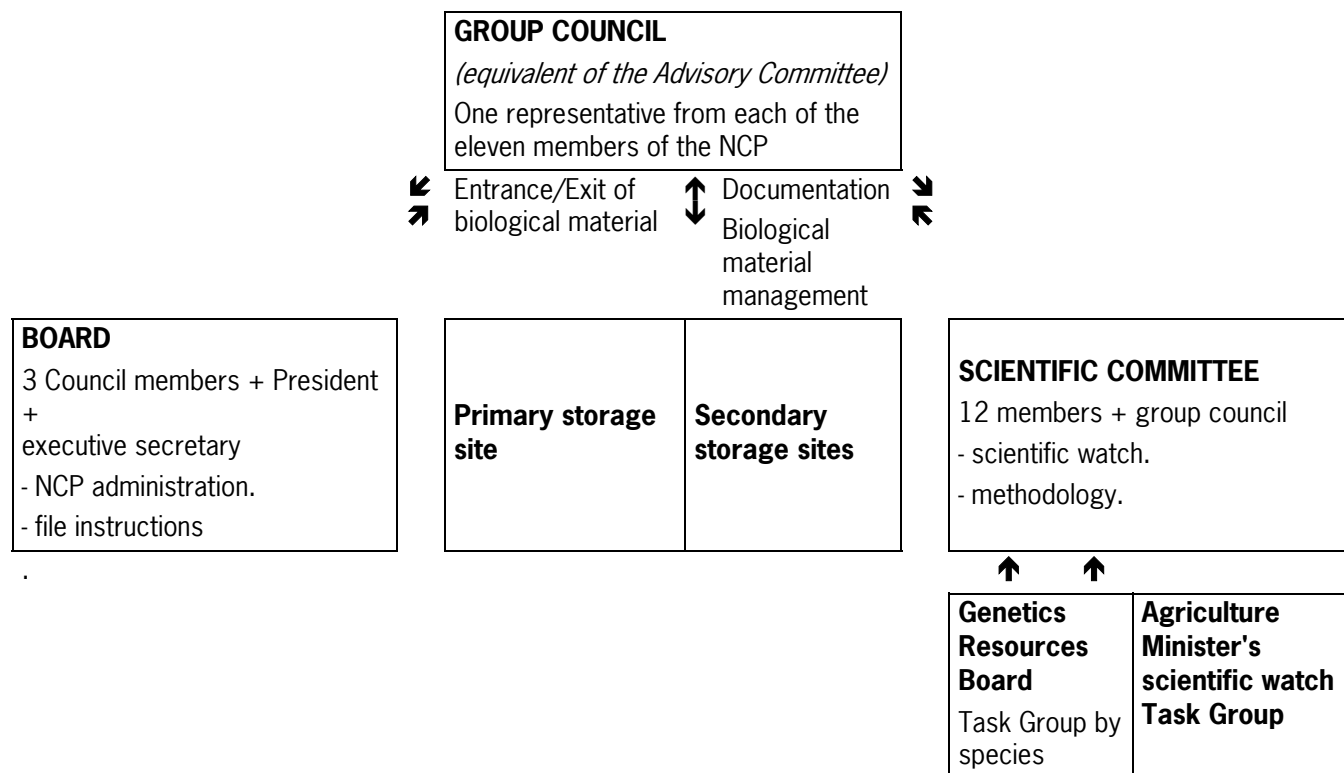 GROUP COUNCIL
(equivalent of the Advisory Committee)
One representative from each of the
eleven members of the NCP
Entrance/Exit of
biological material
Documentation
Biological
material
management
BOARD
3 Council members + President
+
executive secretary
- NCP administration.
- file instructions
.
Primary storage
site
Secondary
storage sites
SCIENTIFIC COMMITTEE
12 members + group council
- scientific watch.
- methodology.
Genetics
Resources
Board
Task Group by
species
Agriculture
Minister's
scientific watch
Task Group